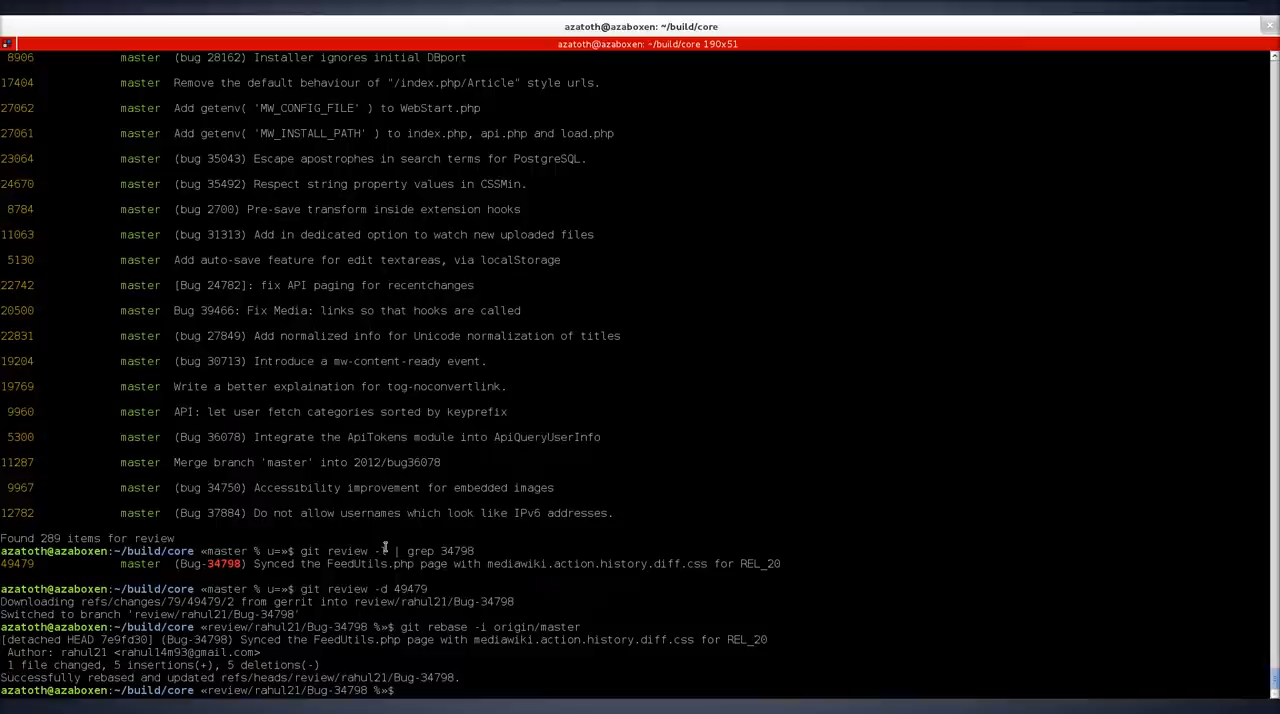 azatoth@azaboxen: ~/build/core
azatoth@azaboxen: ~/build/core 190x51
8906 master (bug 28162) Installer ignores initial DBport
17404 master Remove the default behaviour of "/index.php/Article" style urls.
27062 master Add getenv( 'MW_CONFIG_FILE' ) to WebStart.php
27061 master Add getenv( 'MW_INSTALL_PATH' ) to index.php, api.php and load.php
23064 master (bug 35043) Escape apostrophes in search terms for PostgreSQL.
24670 master (bug 35492) Respect string property values in CSSMin.
8784 master (bug 2700) Pre-save transform inside extension hooks
11063 master (bug 31313) Add in dedicated option to watch new uploaded files
5130 master Add auto-save feature for edit textareas, via localStorage
22742 master [Bug 24782]: fix API paging for recentchanges
20500 master Bug 39466: Fix Media: links so that hooks are called
22831 master (bug 27849) Add normalized info for Unicode normalization of titles
19204 master (bug 30713) Introduce a mw-content-ready event.
19769 master Write a better explaination for tog-noconvertlink.
9960 master API: let user fetch categories sorted by keyprefix
5300 master (Bug 36078) Integrate the ApiTokens module into ApiQueryUserInfo
11287 master Merge branch 'master' into 2012/bug36078
9967 master (bug 34750) Accessibility improvement for embedded images
12782 master (Bug 37884) Do not allow usernames which look like IPv6 addresses.
Found 289 items for review
azatoth@azaboxen:~/build/core «master % u=»$ git review -l | grep 34798
49479 master (Bug-34798) Synced the FeedUtils.php page with mediawiki.action.history.diff.css for REL_20
azatoth@azaboxen:~/build/core «master % u=»$ git review -d 49479
Downloading refs/changes/79/49479/2 from gerrit into review/rahul21/Bug-34798
Switched to branch 'review/rahul21/Bug-34798'
azatoth@azaboxen:~/build/core «review/rahul21/Bug-34798 %»$ git rebase -i origin/master
[detached HEAD 7e9fd30] (Bug-34798) Synced the FeedUtils.php page with mediawiki.action.history.diff.css for REL_20
Author: rahul21 <rahul14m93@gmail.com>
1 file changed, 5 insertions(+), 5 deletions(-)
Successfully rebased and updated refs/heads/review/rahul21/Bug-34798.
azatoth@azaboxen:~/build/core «review/rahul21/Bug-34798 %»$